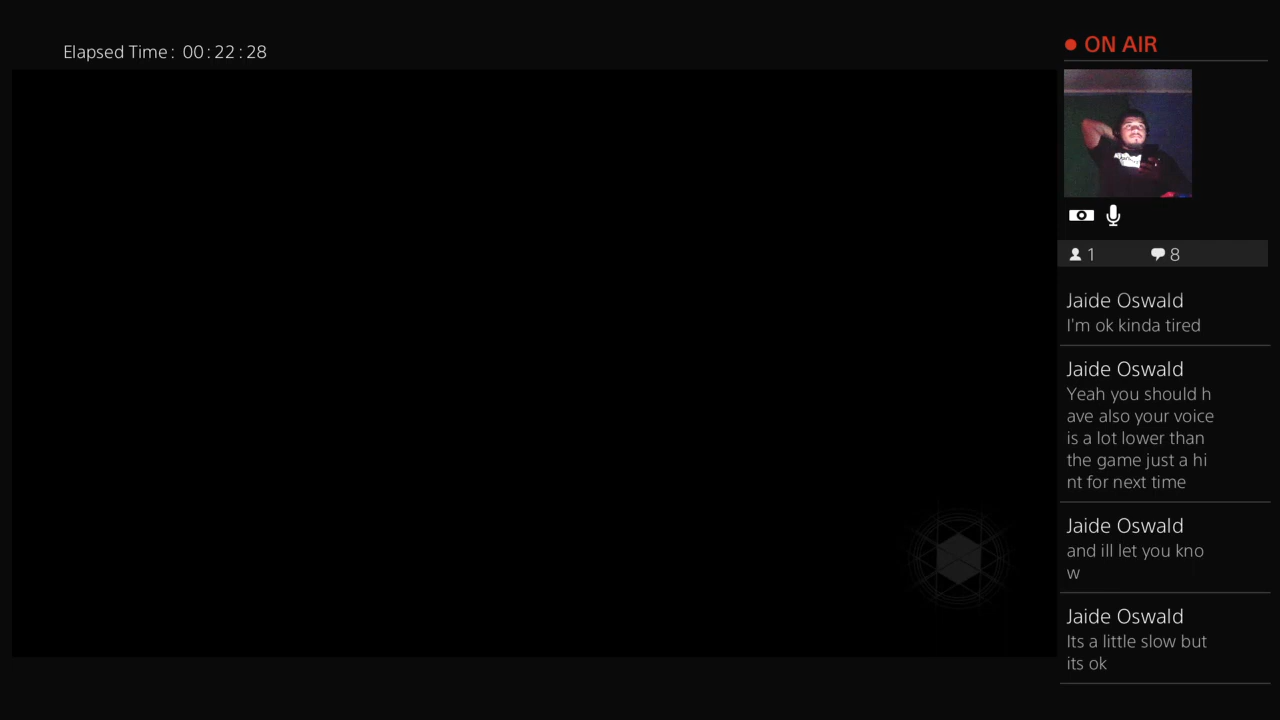 Elapsed Time: 00:22:28
ON AIR
1 8
Jaide Oswald
I'm ok kinda tired
Jaide Oswald
Yeah you should h
ave also your voice
is a lot lower than
the game just a hi
nt for next time
Jaide Oswald
and ill let you kno
w
Jaide Oswald
Its a little slow but
its ok